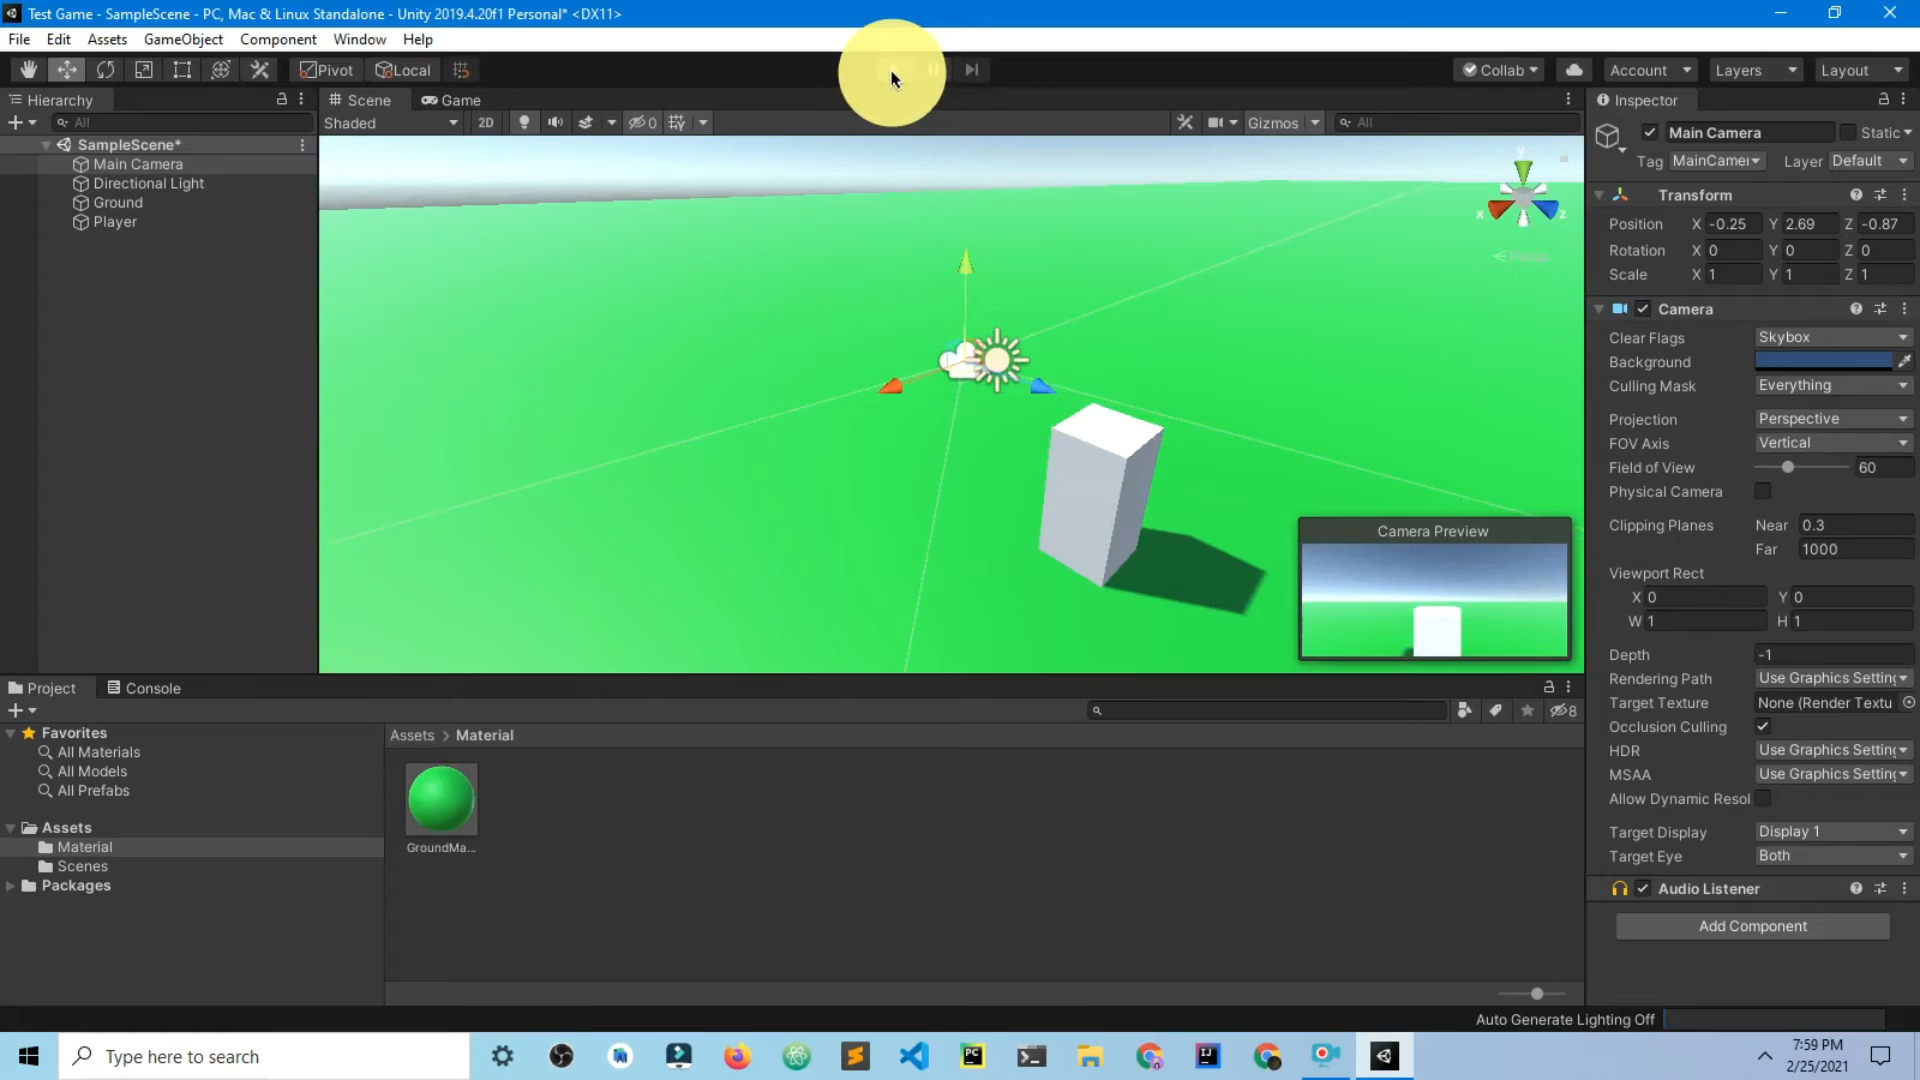 Test Game - SampleScene - PC, Mac & Linux Standalone - Unity 2019.4.20f1 Personal* <DX11>
File Edit Assets GameObject Component Window Help
Pivot Local Collab Account Layers Layout
Hierarchy
All
SampleScene*
Main Camera
Directional Light
Ground
Player
Scene Game
Shaded 2D 0 Gizmos All
y
x z
Persp
Camera Preview
Inspector
Main Camera Static
Tag MainCamer Layer Default
Transform
Position X -0.25 Y 2.69 Z -0.87
Rotation X 0 Y 0 Z 0
Scale X 1 Y 1 Z 1
Camera
Clear Flags Skybox
Background
Culling Mask Everything
Projection Perspective
FOV Axis Vertical
Field of View 60
Physical Camera
Clipping Planes Near 0.3
Far 1000
Viewport Rect
X 0 Y 0
W 1 H 1
Depth -1
Rendering Path Use Graphics Setting
Target Texture None (Render Textu
Occlusion Culling
HDR Use Graphics Setting
MSAA Use Graphics Setting
Allow Dynamic Resol
Target Display Display 1
Target Eye Both
Audio Listener
Add Component
Project Console
8
Favorites
All Materials
All Models
All Prefabs
Assets
Material
Scenes
Packages
Assets > Material
GroundMa...
Auto Generate Lighting Off
Type here to search
PC
IJ
7:59 PM
2/25/2021